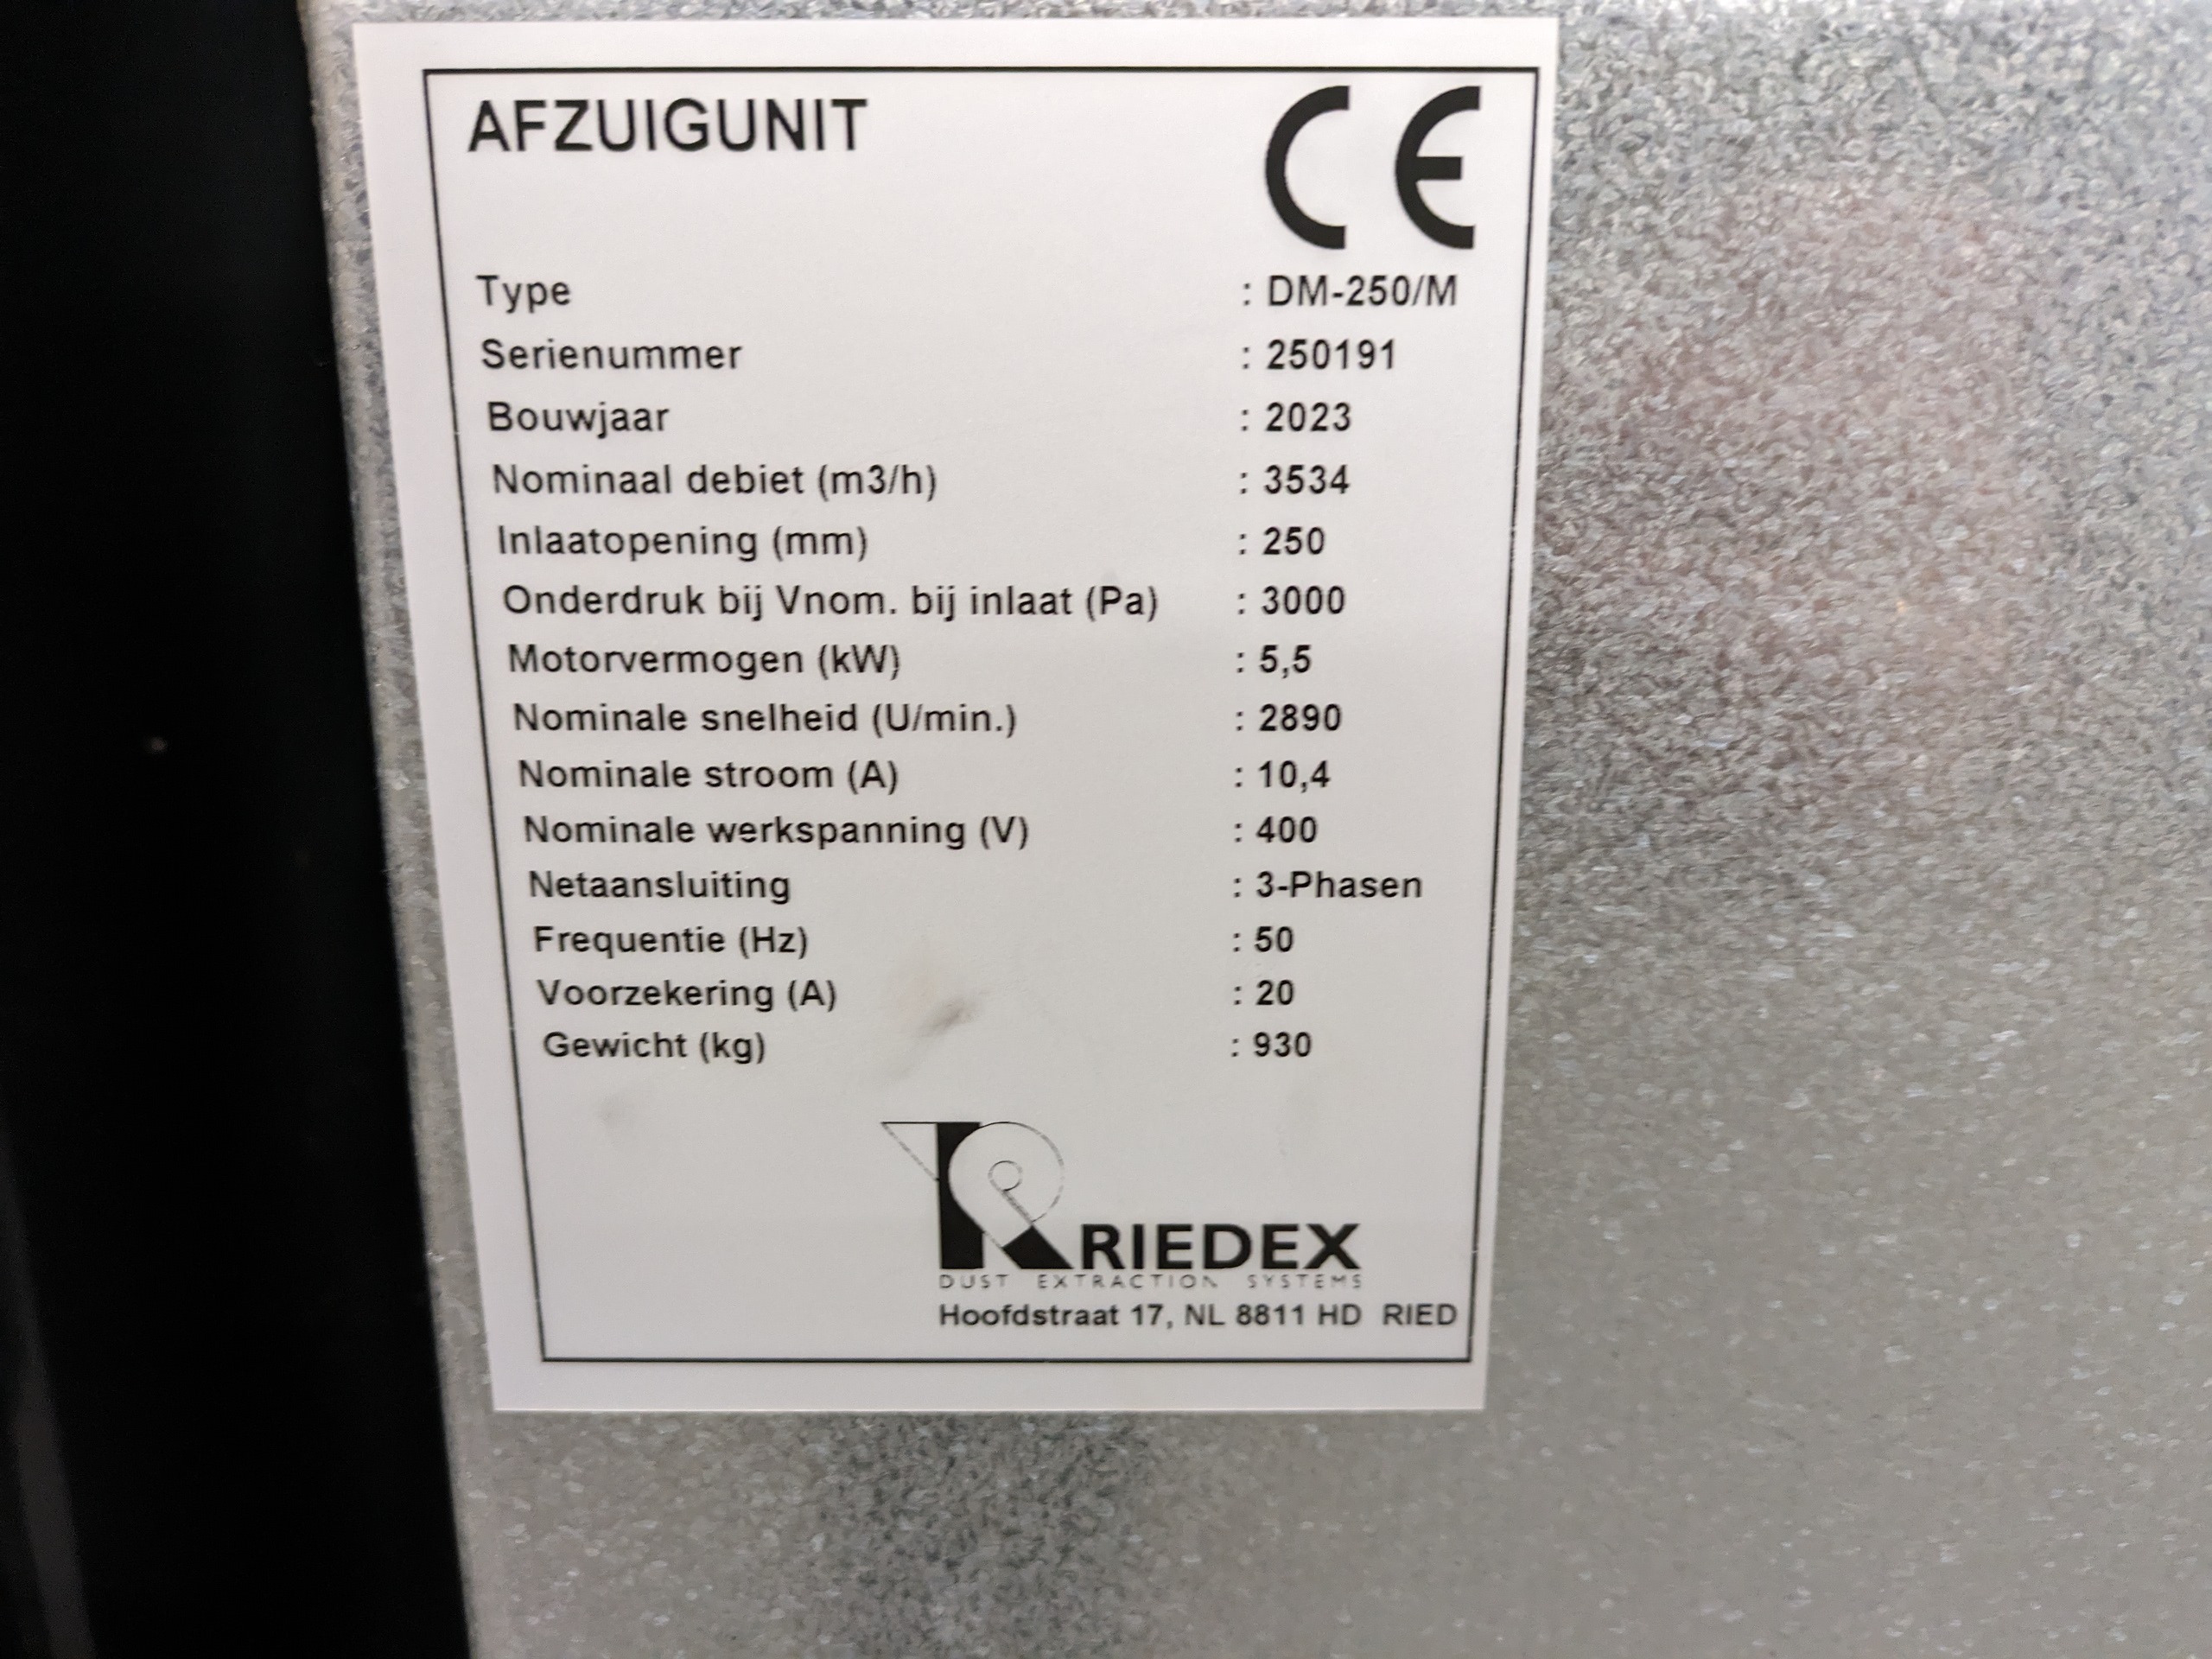 AFZUIGUNIT
CE
Type : DM-250/M
Serienummer : 250191
Bouwjaar : 2023
Nominaal debiet (m3/h) : 3534
Inlaatopening (mm) : 250
Onderdruk bij Vnom. bij inlaat (Pa) : 3000
Motorvermogen (kW) : 5,5
Nominale snelheid (U/min.) : 2890
Nominale stroom (A) : 10,4
Nominale werkspanning (V) : 400
Netaansluiting : 3-Phasen
Frequentie (Hz) : 50
Voorzekering (A) : 20
Gewicht (kg) : 930
RIEDEX
DUST EXTRACTION SYSTEMS
Hoofdstraat 17, NL 8811 HD RIED